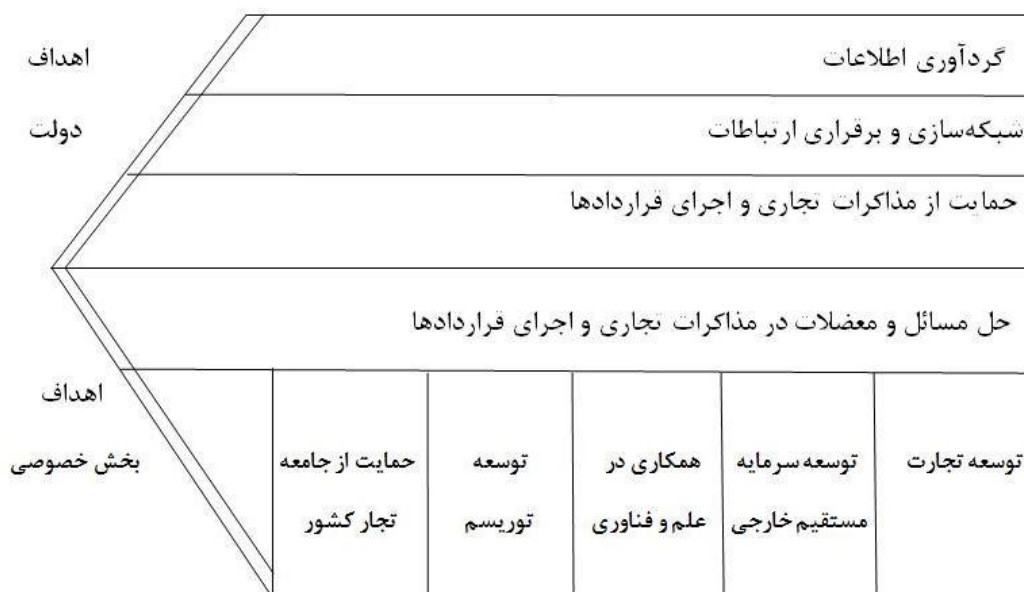 گردآوری اطلاعات
اهداف
شبکه‌سازی و برقراری ارتباطات
دولت
حمایت از مذاکرات تجاری و اجرای قراردادها
حل مسائل و معضلات در مذاکرات تجاری و اجرای قراردادها
اهداف
بخش خصوصی
توسعه تجارت
توسعه سرمایه
مستقیم خارجی
همکاری در
علم و فناوری
توسعه
توریسم
حمایت از جامعه
تجار کشور